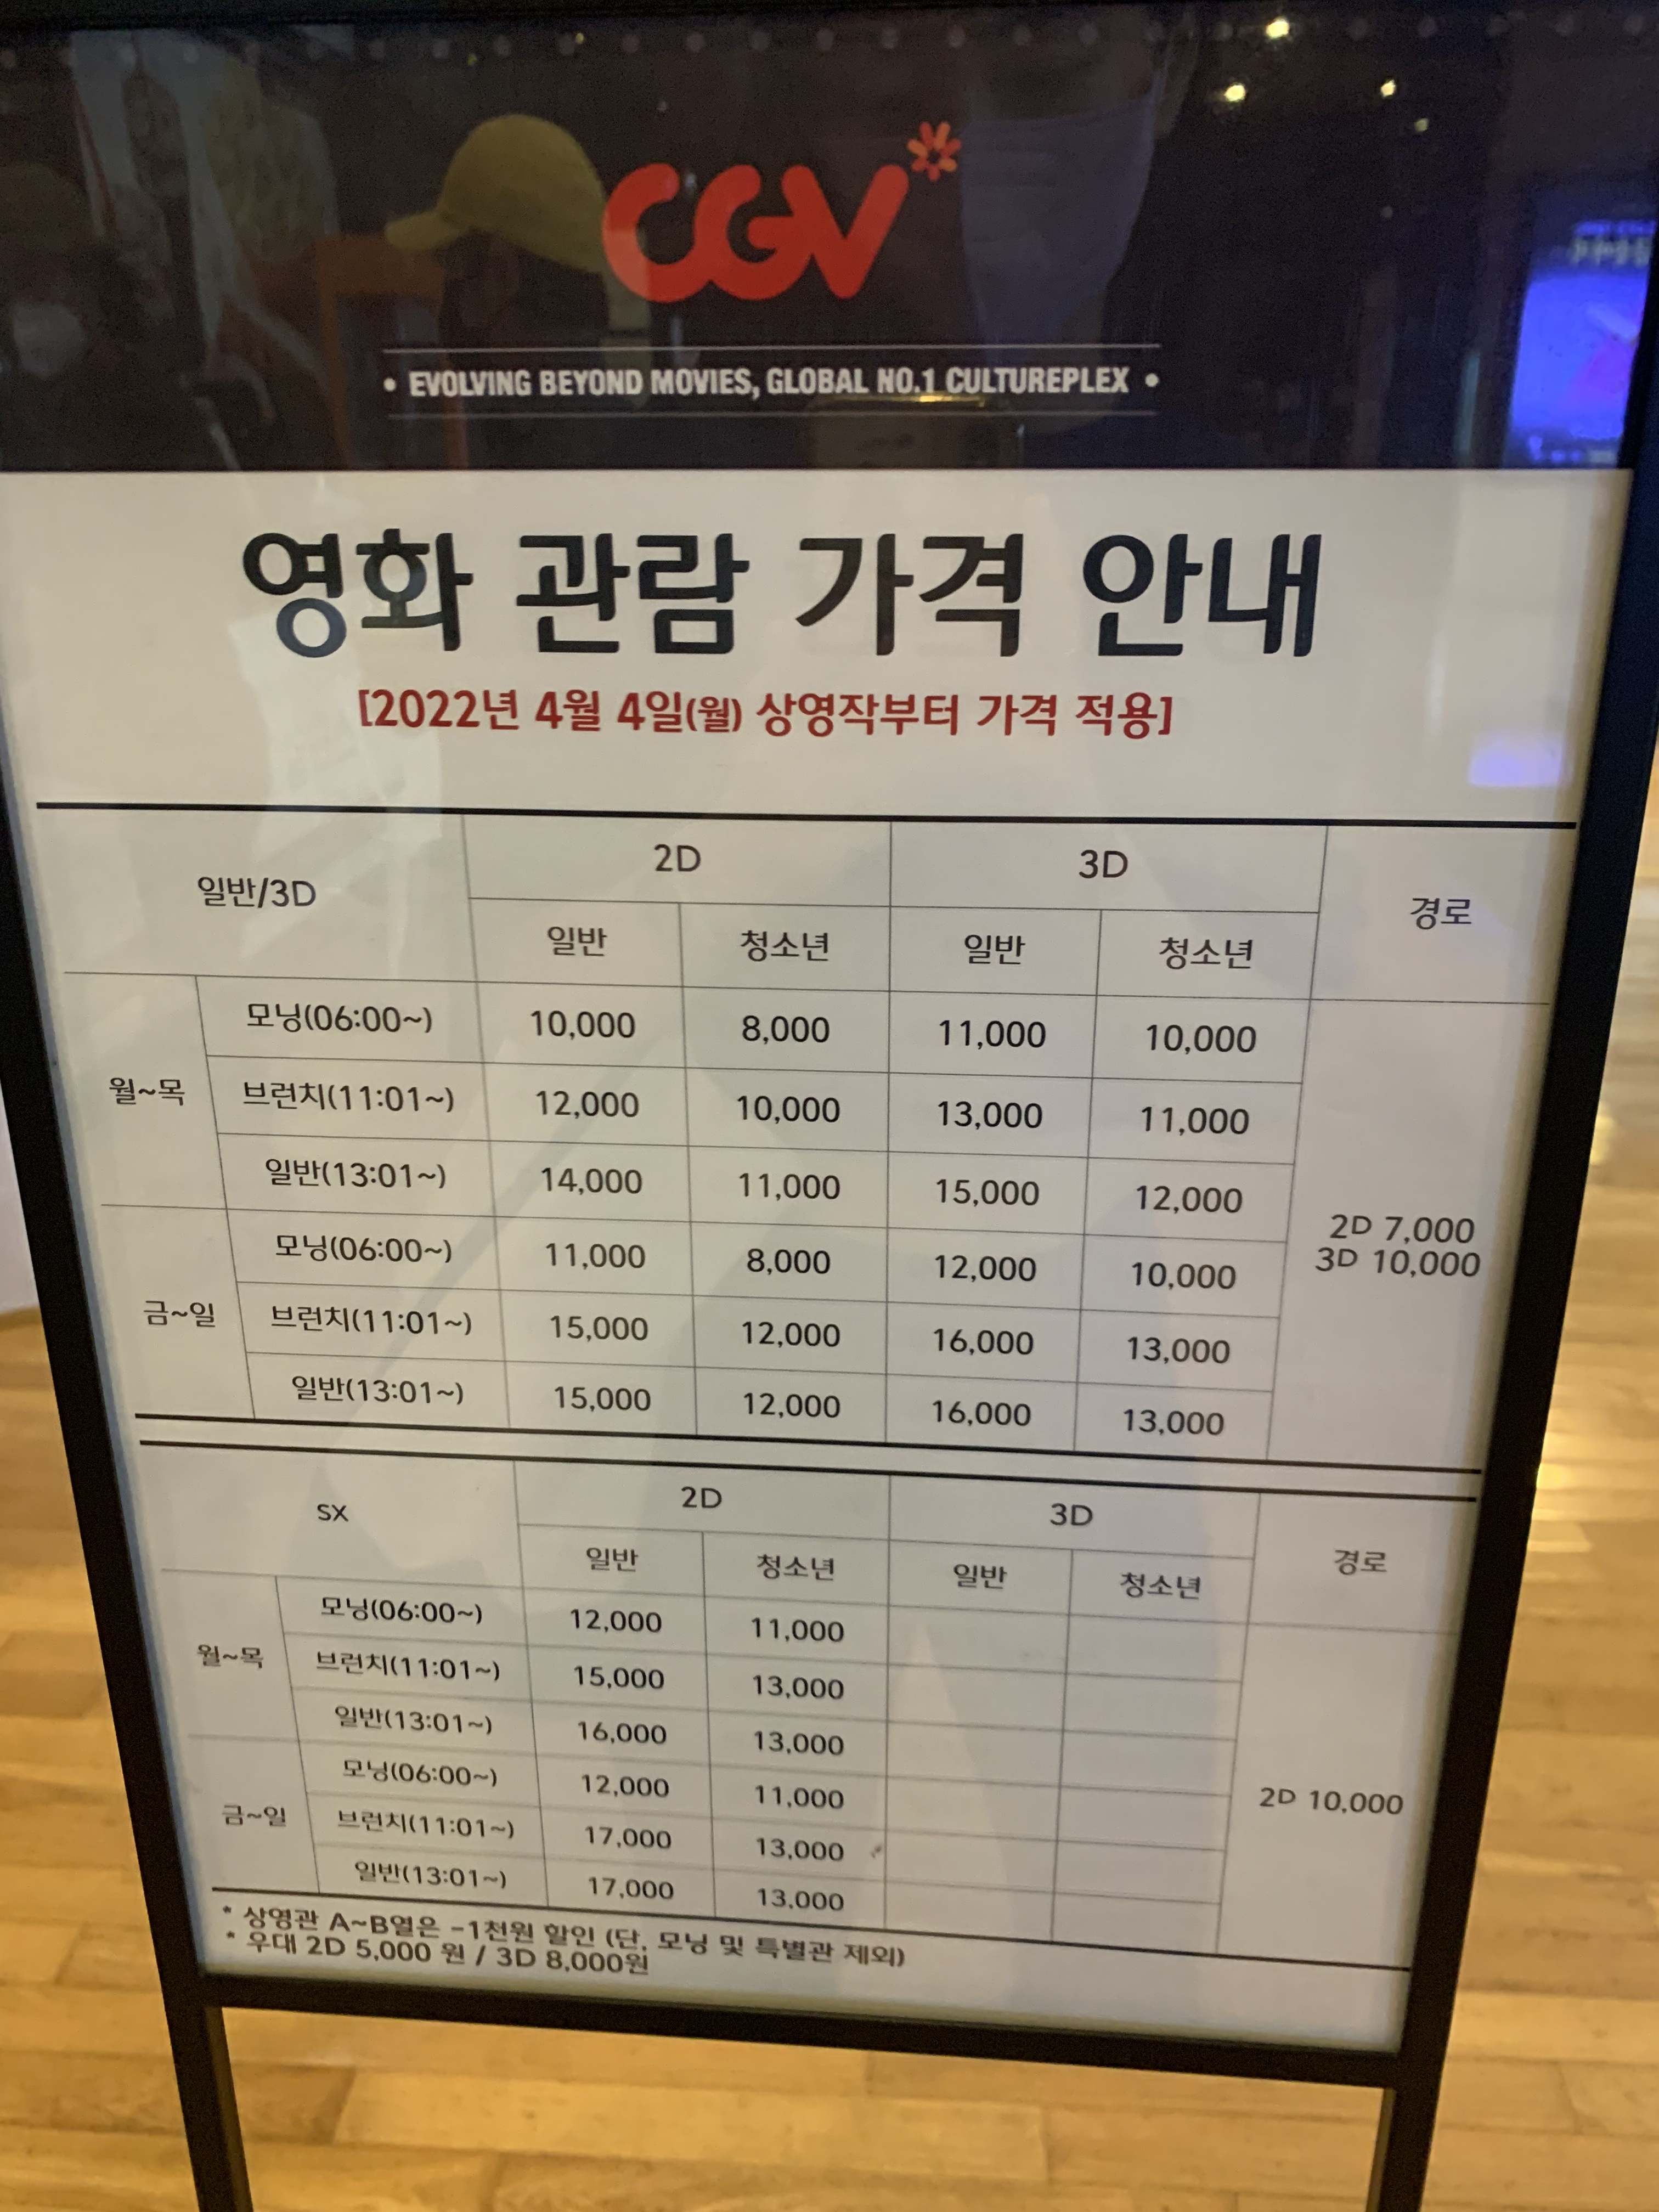 CGV
• EVOLVING BEYOND MOVIES, GLOBAL NO.1 CULTUREPLEX •
영화 관람 가격 안내
[2022년 4월 4일(월) 상영작부터 가격 적용]
일반/3D 2D 3D 경로
일반 청소년 일반 청소년
월~목 모닝(06:00~) 10,000 8,000 11,000 10,000
브런치(11:01~) 12,000 10,000 13,000 11,000
일반(13:01~) 14,000 11,000 15,000 12,000
금~일 모닝(06:00~) 11,000 8,000 12,000 10,000
브런치(11:01~) 15,000 12,000 16,000 13,000
일반(13:01~) 15,000 12,000 16,000 13,000
2D 7,000
3D 10,000
SX 2D 3D 경로
일반 청소년 일반 청소년
월~목 모닝(06:00~) 12,000 11,000
브런치(11:01~) 15,000 13,000
일반(13:01~) 16,000 13,000
금~일 모닝(06:00~) 12,000 11,000
브런치(11:01~) 17,000 13,000
일반(13:01~) 17,000 13,000
2D 10,000
* 상영관 A~B열은 -1천원 할인 (단, 모닝 및 특별관 제외)
* 우대 2D 5,000 원 / 3D 8,000원